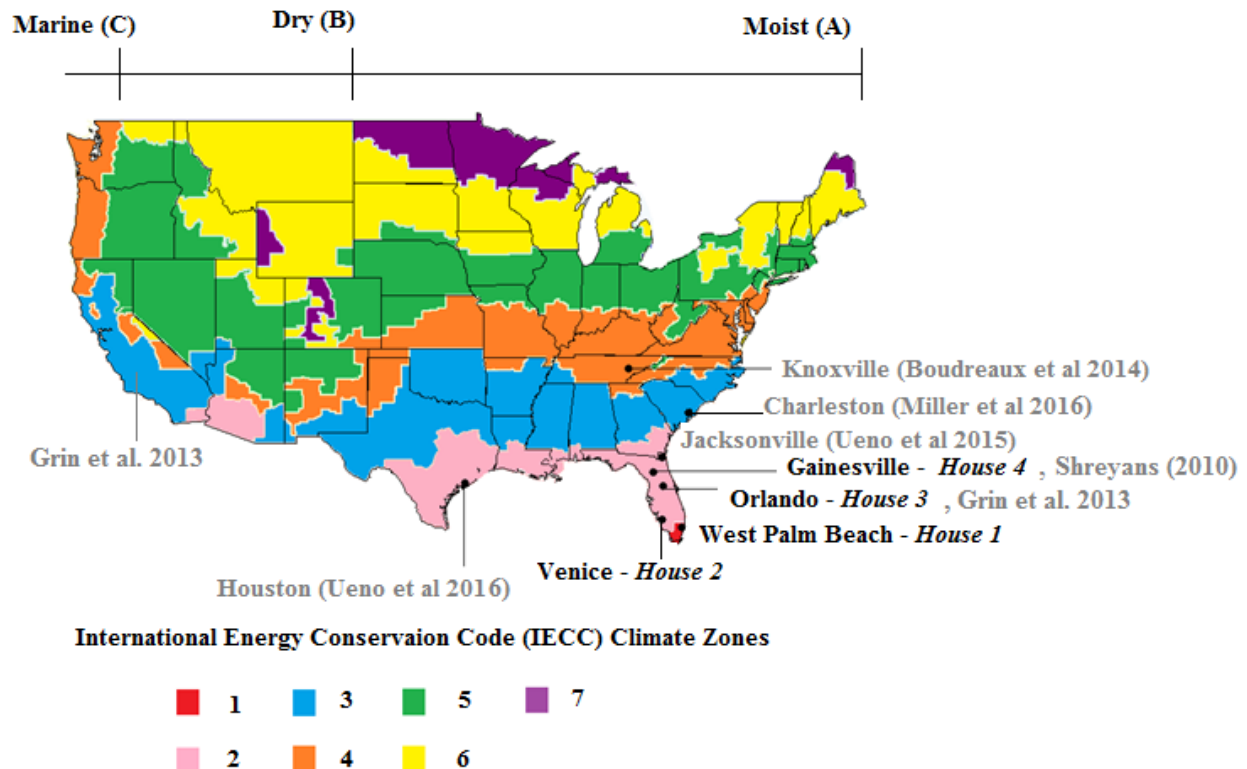 Marine (C)
Dry (B)
Moist (A)
Knoxville (Boudreaux et al 2014)
Charleston (Miller et al 2016)
Jacksonville (Ueno et al 2015)
Grin et al. 2013
Gainesville - House 4 , Shreyans (2010)
Orlando - House 3 , Grin et al. 2013
West Palm Beach - House 1
Venice - House 2
Houston (Ueno et al 2016)
International Energy Conservaion Code (IECC) Climate Zones
1 3 5 7
2 4 6